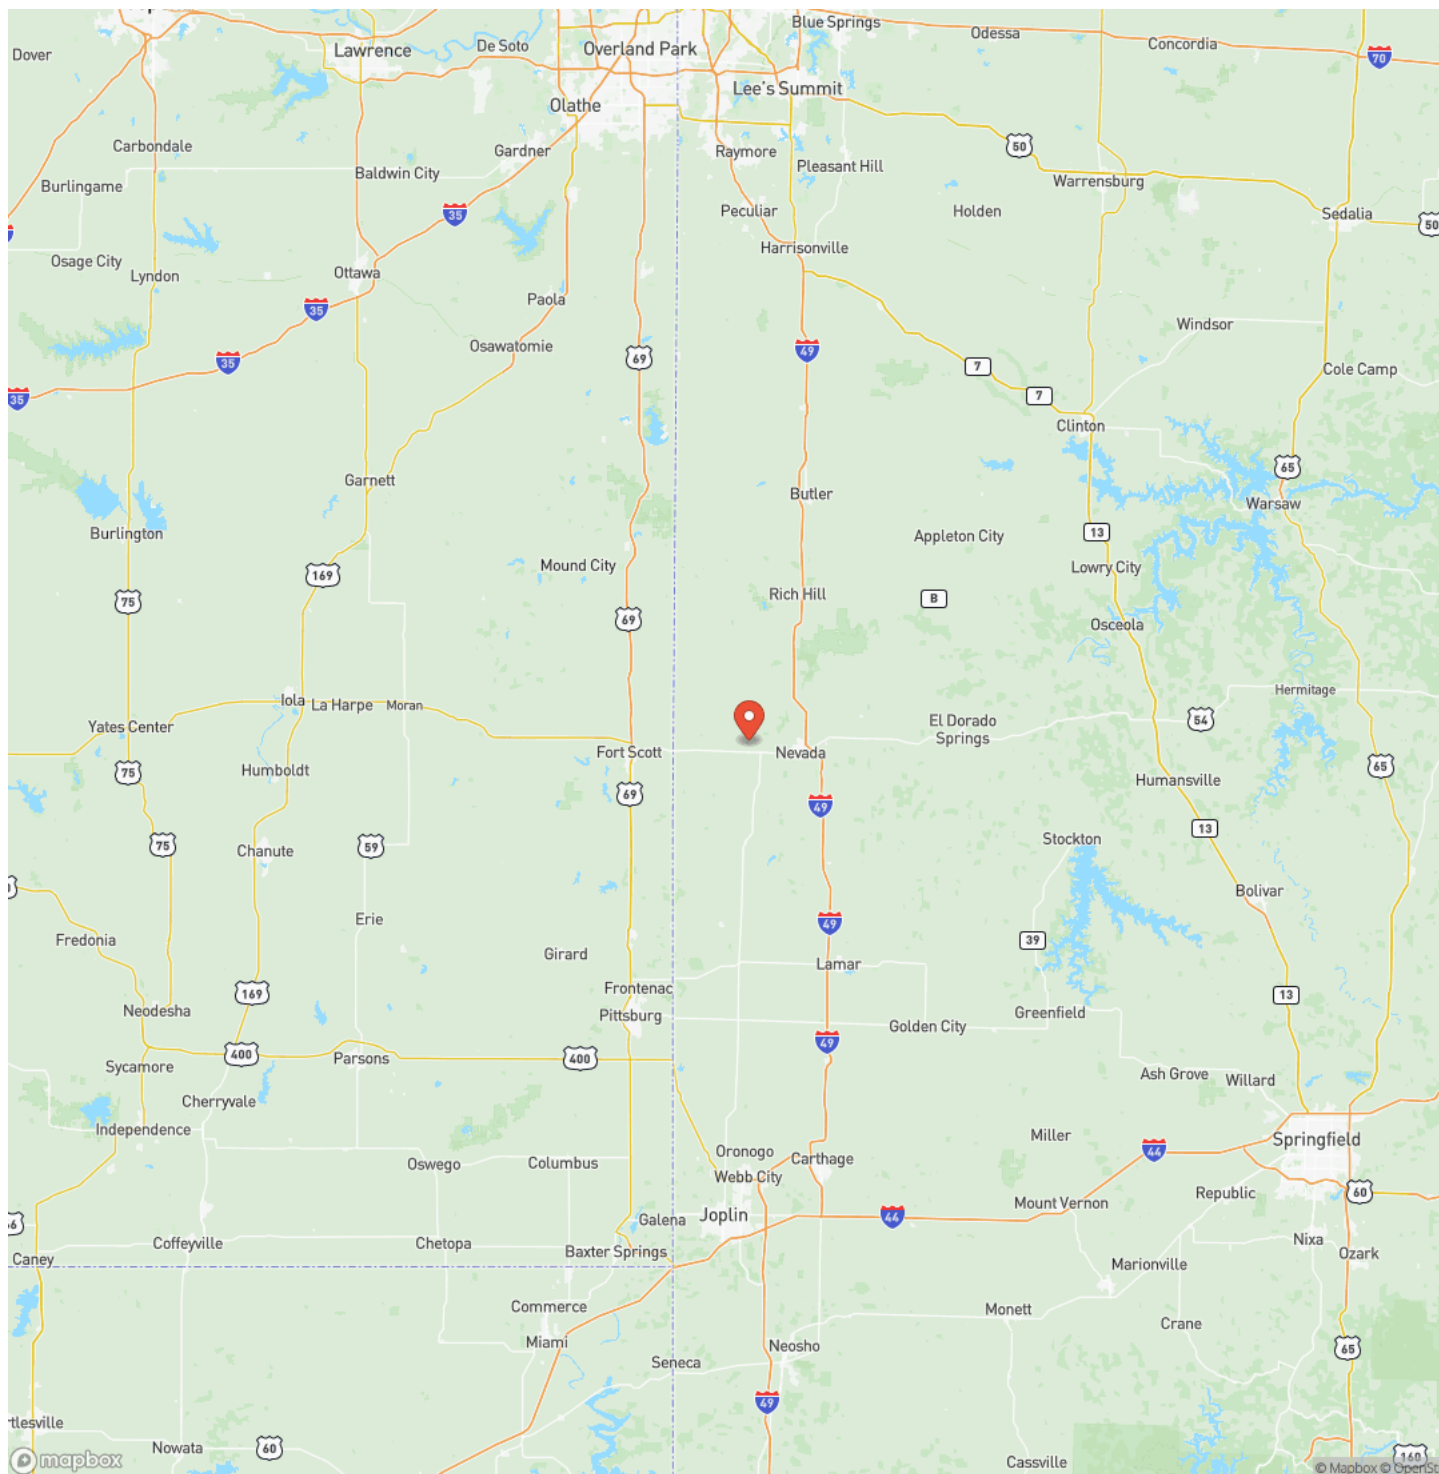 Blue Springs
Dover
Lawrence
De Soto
Overland Park
Odessa
Concordia
70
Lee's Summit
Olathe
50
Carbondale
Gardner
Raymore
Pleasant Hill
Baldwin City
Burlingame
Warrensburg
35
Peculiar
Holden
Sedalia
50
Osage City
Lyndon
Ottawa
Harrisonville
Paola
35
Windsor
Osawatomie
69
49
35
7
Cole Camp
35
7
Clinton
65
Garnett
Butler
Warsaw
Burlington
Appleton City
13
Mound City
Lowry City
169
75
Rich Hill
B
69
Osceola
Hermitage
Iola
La Harpe
Moran
Yates Center
El Dorado
Springs
54
Fort Scott
Nevada
75
Humboldt
65
Humansville
69
49
13
75
Chanute
59
Stockton
Bolivar
Erie
49
Fredonia
39
Girard
Lamar
169
Frontenac
13
Neodesha
Pittsburg
Golden City
Greenfield
49
400
Parsons
400
Sycamore
Ash Grove
Willard
Cherryvale
Independence
Miller
Springfield
Oronogo
44
Oswego
Columbus
Carthage
Webb City
60
Republic
Mount Vernon
Galena
Joplin
44
Coffeyville
Chetopa
Baxter Springs
Nixa
Ozark
Caney
Marionville
Commerce
Monett
Crane
Miami
Neosho
65
Seneca
49
rtlesville
Nowata
60
Cassville
160
mapbox
© Mapbox © OpenSt